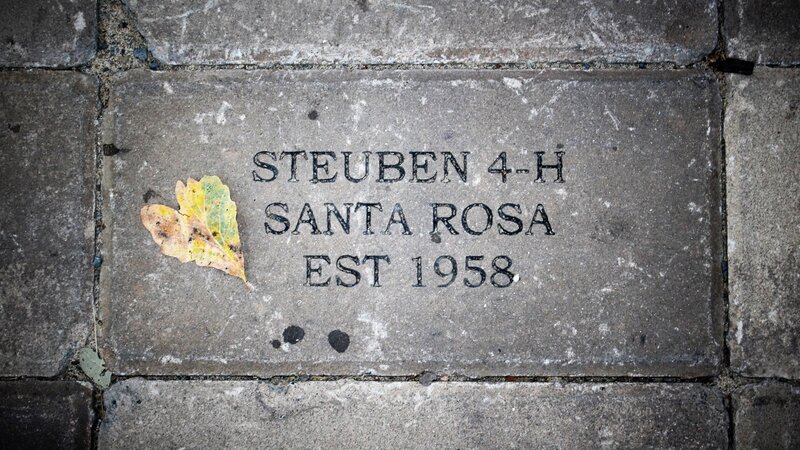 STEUBEN 4-H
SANTA ROSA
EST 1958